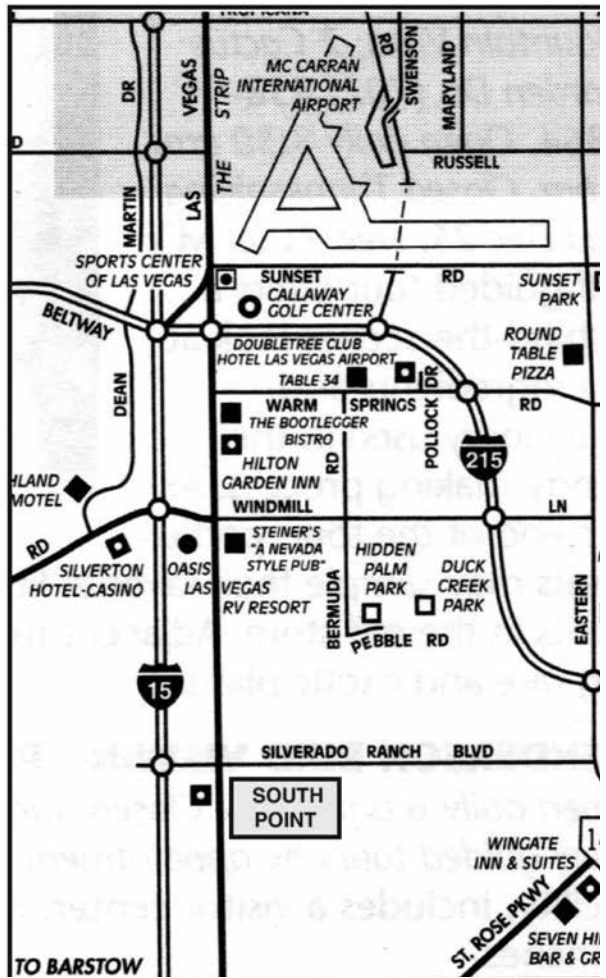 TROPICANA
MC CARRAN
INTERNATIONAL
AIRPORT
RD
SWENSON
MARYLAND
DR
VEGAS
STRIP
RUSSELL
MARTIN
LAS
THE
SPORTS CENTER
OF LAS VEGAS
BELTWAY
SUNSET RD
CALLAWAY
GOLF CENTER
SUNSET
PARK
DOUBLETREE CLUB
HOTEL LAS VEGAS AIRPORT
ROUND
TABLE
PIZZA
TABLE 34
DEAN
WARM SPRINGS RD
POLLOCK DR
THE BOOTLEGGER
BISTRO
RD
215
HILTON
GARDEN INN
HLAND
MOTEL
WINDMILL LN
RD
SILVERTON
HOTEL-CASINO
OASIS
LAS VEGAS
RV RESORT
STEINER'S
"A NEVADA
STYLE PUB"
BERMUDA
HIDDEN
PALM
PARK
DUCK
CREEK
PARK
EASTERN
PEBBLE RD
15
SILVERADO RANCH BLVD
SOUTH
POINT
WINGATE
INN & SUITES
14
ST. ROSE PKWY
SEVEN HI
BAR & GR
TO BARSTOW